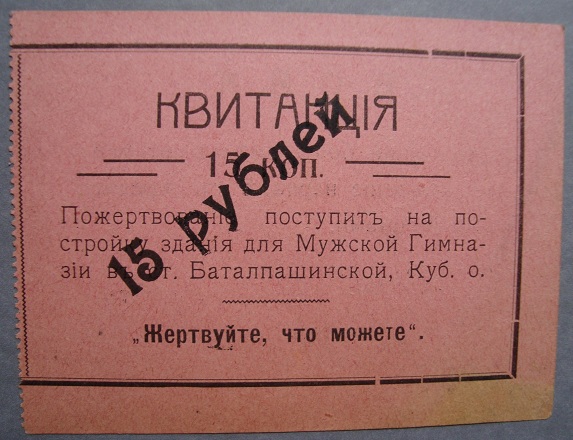 КВИТАНЦІЯ
15 коп.
15 рублей
Пожертвованіе поступитъ на по-
стройку зданія для Мужской Гимна-
зіи въ ст. Баталпашинской, Куб. о.
„Жертвуйте, что можете“.